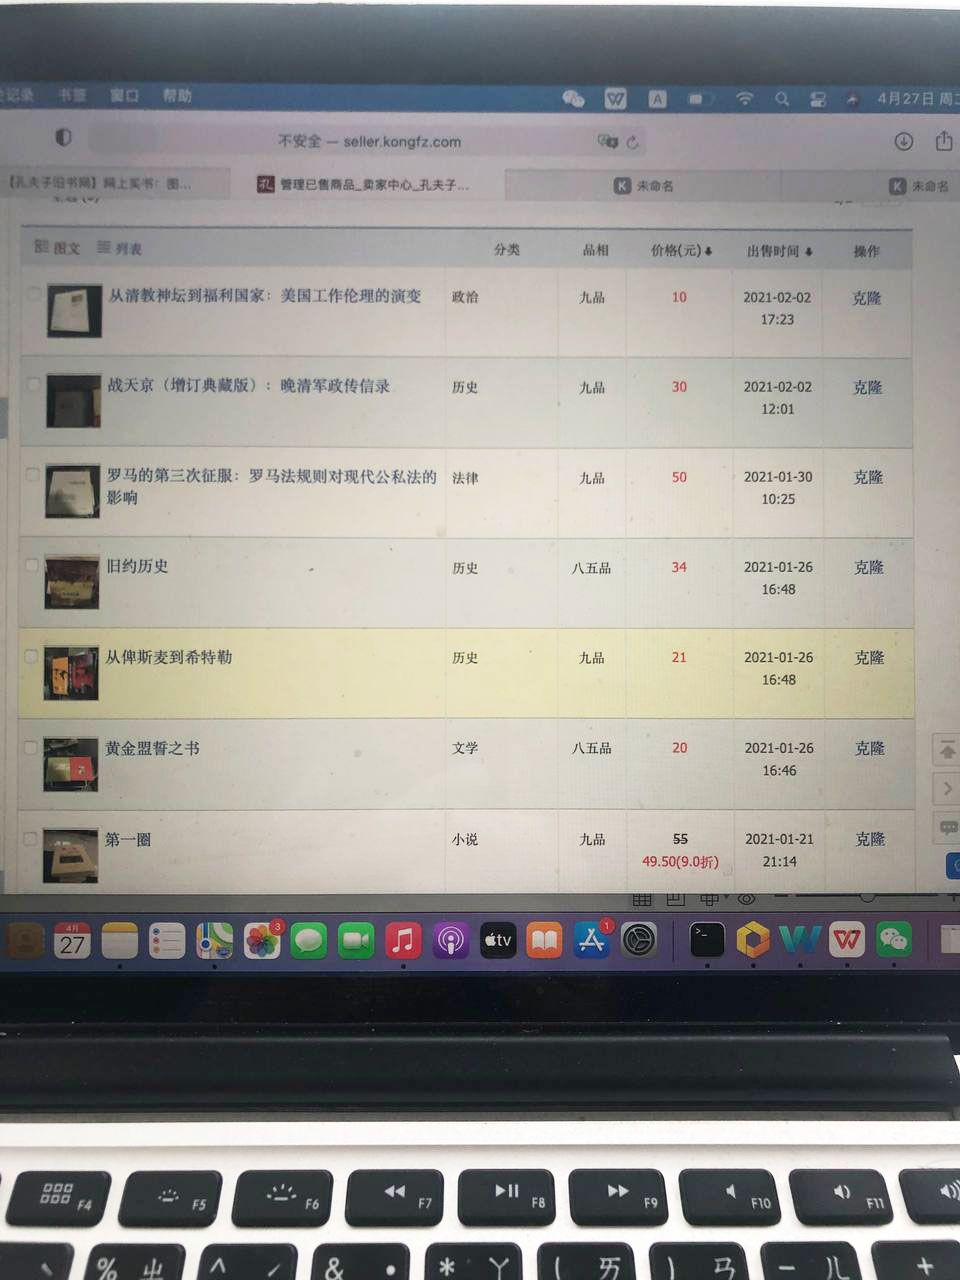 记录 书签 窗口 帮助 A 4月27日 周二
不安全 — seller.kongfz.com
【孔夫子旧书网】网上买书：图... 孔 管理已售商品_卖家中心_孔夫子... K 未命名 K 未命名
图文 列表 分类 品相 价格(元) 出售时间 操作
从清教神坛到福利国家：美国工作伦理的演变 政治 九品 10 2021-02-02 克隆
17:23
战天京（增订典藏版）：晚清军政传信录 历史 九品 30 2021-02-02 克隆
12:01
罗马的第三次征服：罗马法规则对现代公私法的 法律 九品 50 2021-01-30 克隆
影响 10:25
旧约历史 历史 八五品 34 2021-01-26 克隆
16:48
从俾斯麦到希特勒 历史 九品 21 2021-01-26 克隆
16:48
黄金盟誓之书 文学 八五品 20 2021-01-26 克隆
16:46
第一圈 小说 九品 55 2021-01-21 克隆
49.50(9.0折) 21:14
4月
27 3 tv 1
F4 F5 F6 F7 F8 F9 F10 F11
% ㄓ ^ ˊ & ˙ * ㄚ ( ㄞ ) ㄢ － ㄦ +